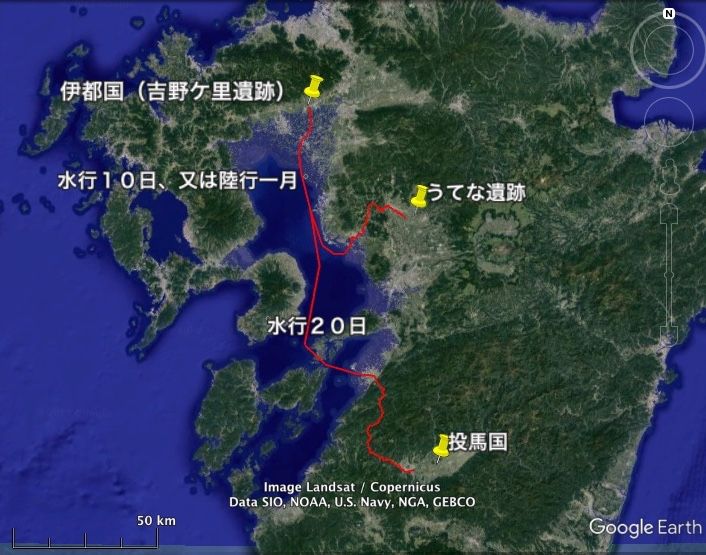 N
伊都国（吉野ケ里遺跡）
水行１０日、又は陸行一月
うてな遺跡
水行２０日
投馬国
Image Landsat / Copernicus
Data SIO, NOAA, U.S. Navy, NGA, GEBCO
50 km
Google Earth